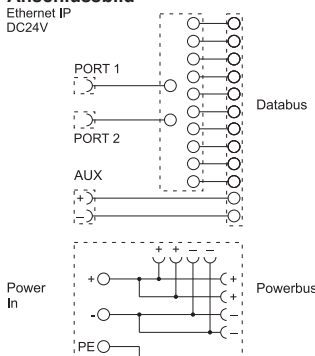 Anschlussbild
Ethernet IP
DC24V
PORT 1
Databus
PORT 2
AUX
+
–
+ + – –
Power
In
+
+
+
-
–
–
Powerbus
PE